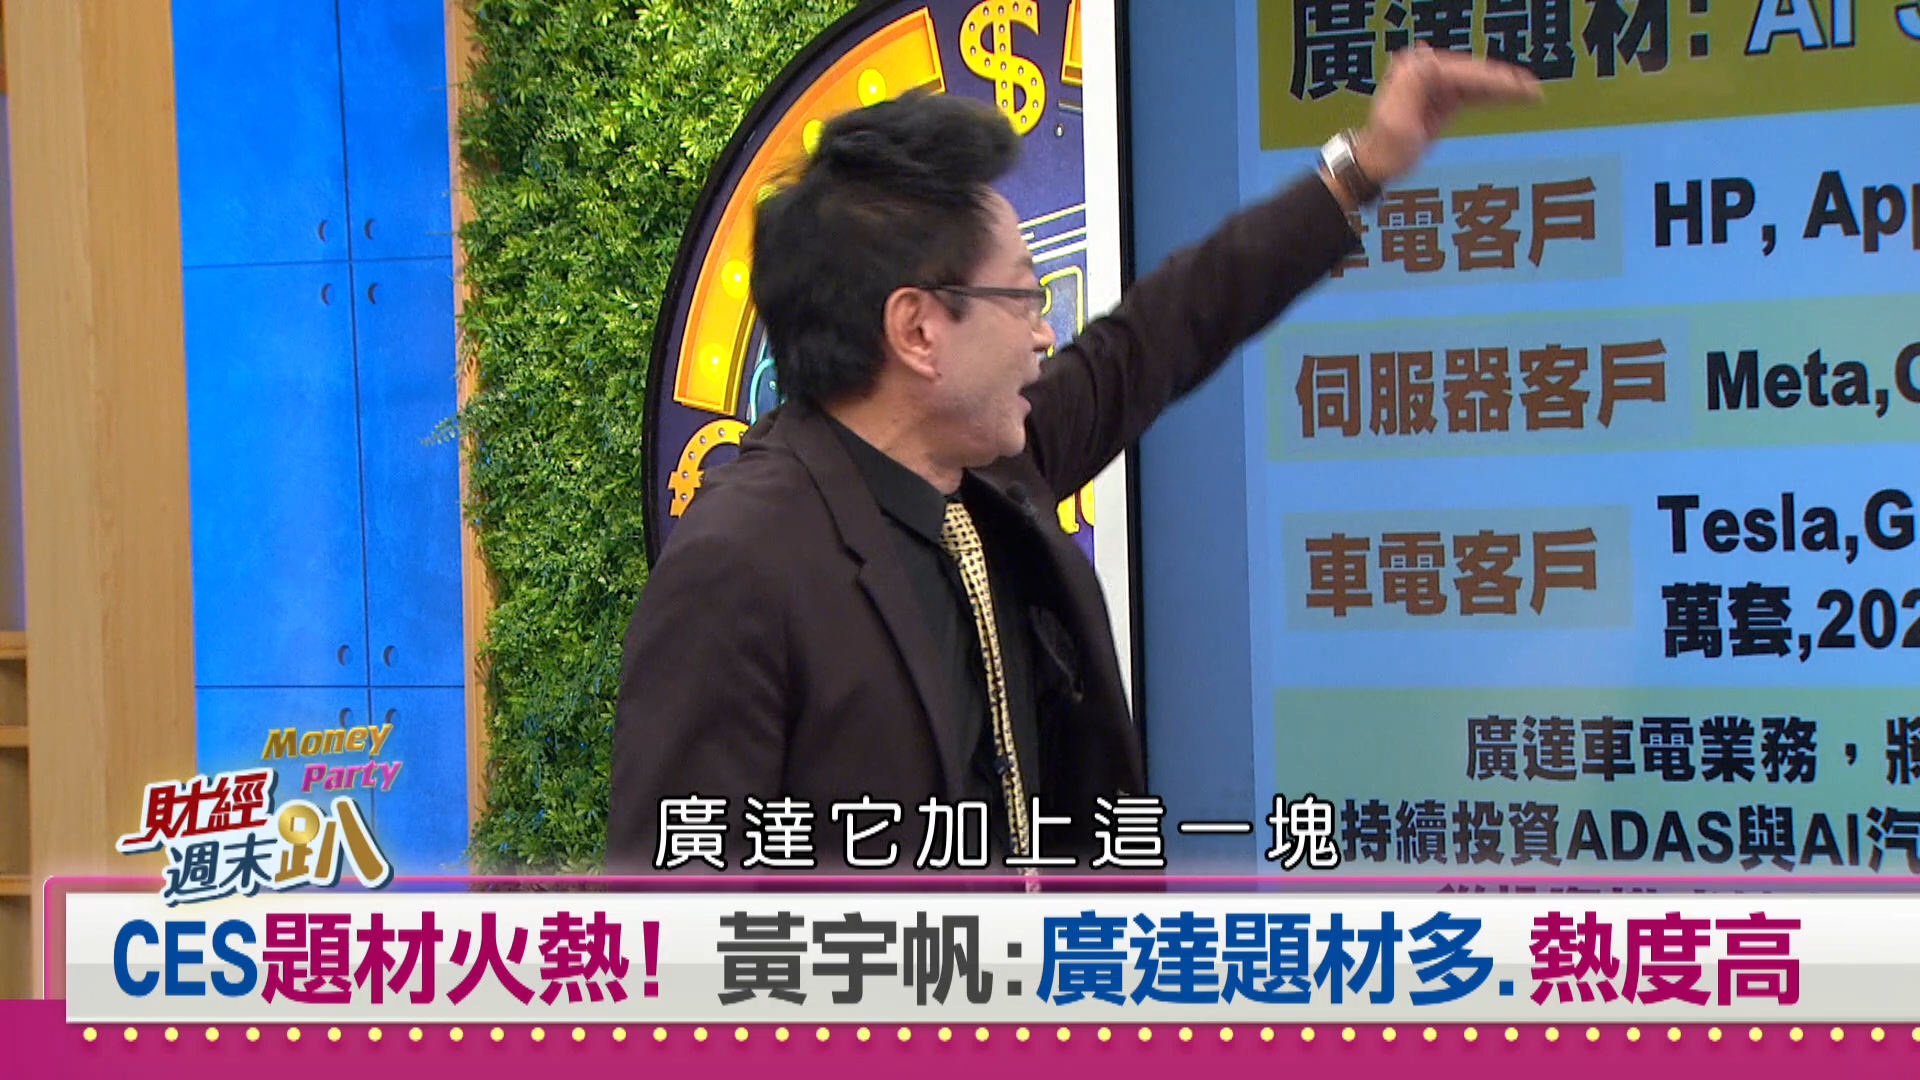 廣達題材: AI
電客戶 HP, App
伺服器客戶 Meta,
車電客戶 Tesla,G
萬套,202
廣達車電業務，將
持續投資ADAS與AI汽
Money
Party
財經
週末趴
廣達它加上這一塊
CES題材火熱! 黃宇帆:廣達題材多.熱度高